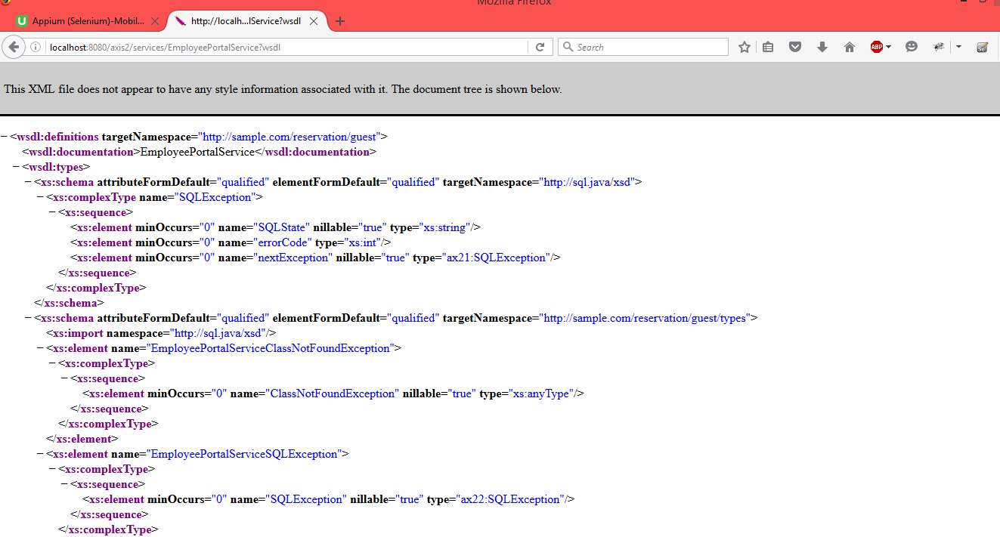 Mozilla Firefox
U Appium (Selenium)-Mobil... http://localh...lService?wsdl
localhost:8080/axis2/services/EmployeePortalService?wsdl Search ABP
This XML file does not appear to have any style information associated with it. The document tree is shown below.
−<wsdl:definitions targetNamespace="http://sample.com/reservation/guest">
<wsdl:documentation>EmployeePortalService</wsdl:documentation>
−<wsdl:types>
−<xs:schema attributeFormDefault="qualified" elementFormDefault="qualified" targetNamespace="http://sql.java/xsd">
−<xs:complexType name="SQLException">
−<xs:sequence>
<xs:element minOccurs="0" name="SQLState" nillable="true" type="xs:string"/>
<xs:element minOccurs="0" name="errorCode" type="xs:int"/>
<xs:element minOccurs="0" name="nextException" nillable="true" type="ax21:SQLException"/>
</xs:sequence>
</xs:complexType>
</xs:schema>
−<xs:schema attributeFormDefault="qualified" elementFormDefault="qualified" targetNamespace="http://sample.com/reservation/guest/types">
<xs:import namespace="http://sql.java/xsd"/>
−<xs:element name="EmployeePortalServiceClassNotFoundException">
−<xs:complexType>
−<xs:sequence>
<xs:element minOccurs="0" name="ClassNotFoundException" nillable="true" type="xs:anyType"/>
</xs:sequence>
</xs:complexType>
</xs:element>
−<xs:element name="EmployeePortalServiceSQLException">
−<xs:complexType>
−<xs:sequence>
<xs:element minOccurs="0" name="SQLException" nillable="true" type="ax22:SQLException"/>
</xs:sequence>
</xs:complexType>